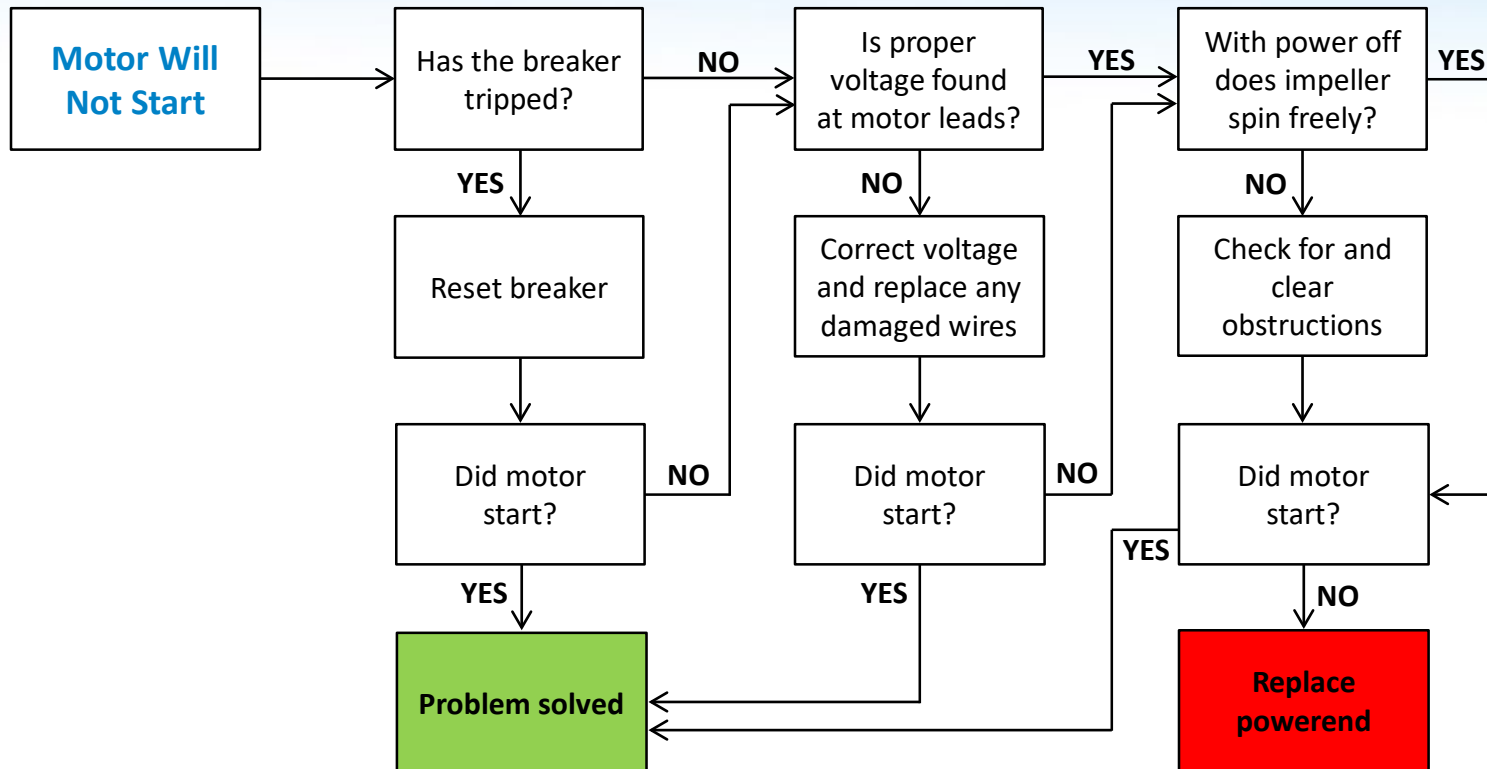 Motor Will
Not Start
Has the breaker
tripped?
NO
YES
Reset breaker
Did motor
start?
NO
YES
Problem solved
Is proper
voltage found
at motor leads?
YES
NO
Correct voltage
and replace any
damaged wires
Did motor
start?
NO
YES
With power off
does impeller
spin freely?
YES
NO
Check for and
clear
obstructions
Did motor
start?
YES
NO
Replace
powerend